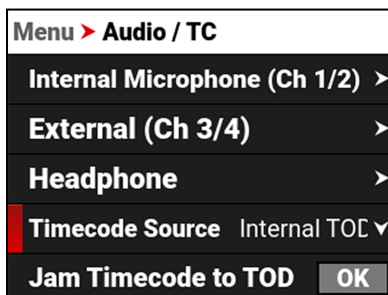 Menu > Audio / TC
Internal Microphone (Ch 1/2) >
External (Ch 3/4) >
Headphone >
Timecode Source Internal TOD
Jam Timecode to TOD OK